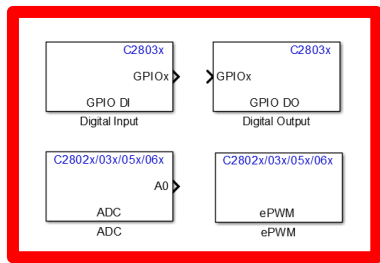 C2803x
GPIOx
GPIO DI
Digital Input
C2803x
GPIOx
GPIO DO
Digital Output
C2802x/03x/05x/06x
A0
ADC
ADC
C2802x/03x/05x/06x
ePWM
ePWM